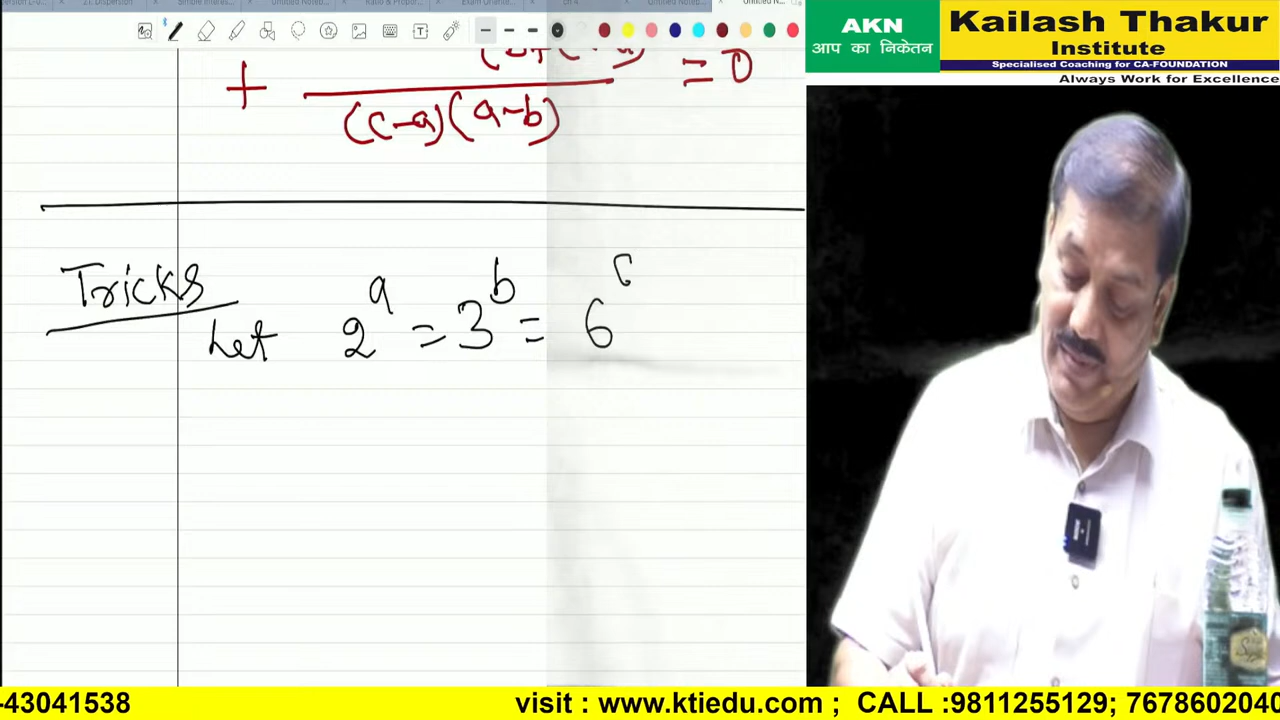 AKN
आप का निकेतन
Kailash Thakur
Institute
Specialised Coaching for CA-FOUNDATION
Always Work for Excellence
+ (c-a)(a-b) = 0
Tricks
Let 2^a = 3^b = 6^c
-43041538 visit : www.ktiedu.com ; CALL :9811255129; 7678602040